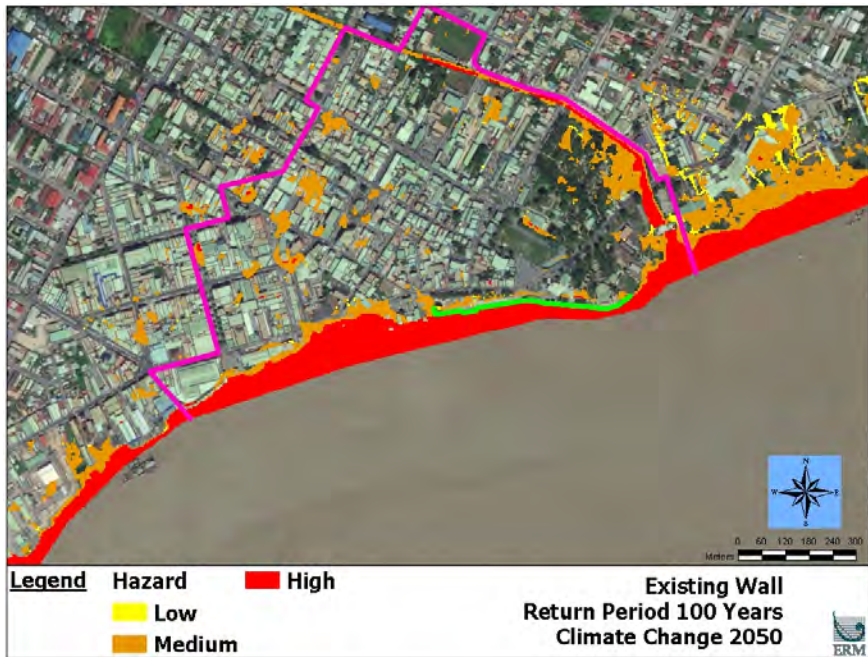 N
W E
S
0 60 120 180 240 300
Meters
Legend Hazard High
Low
Medium
Existing Wall
Return Period 100 Years
Climate Change 2050
ERM